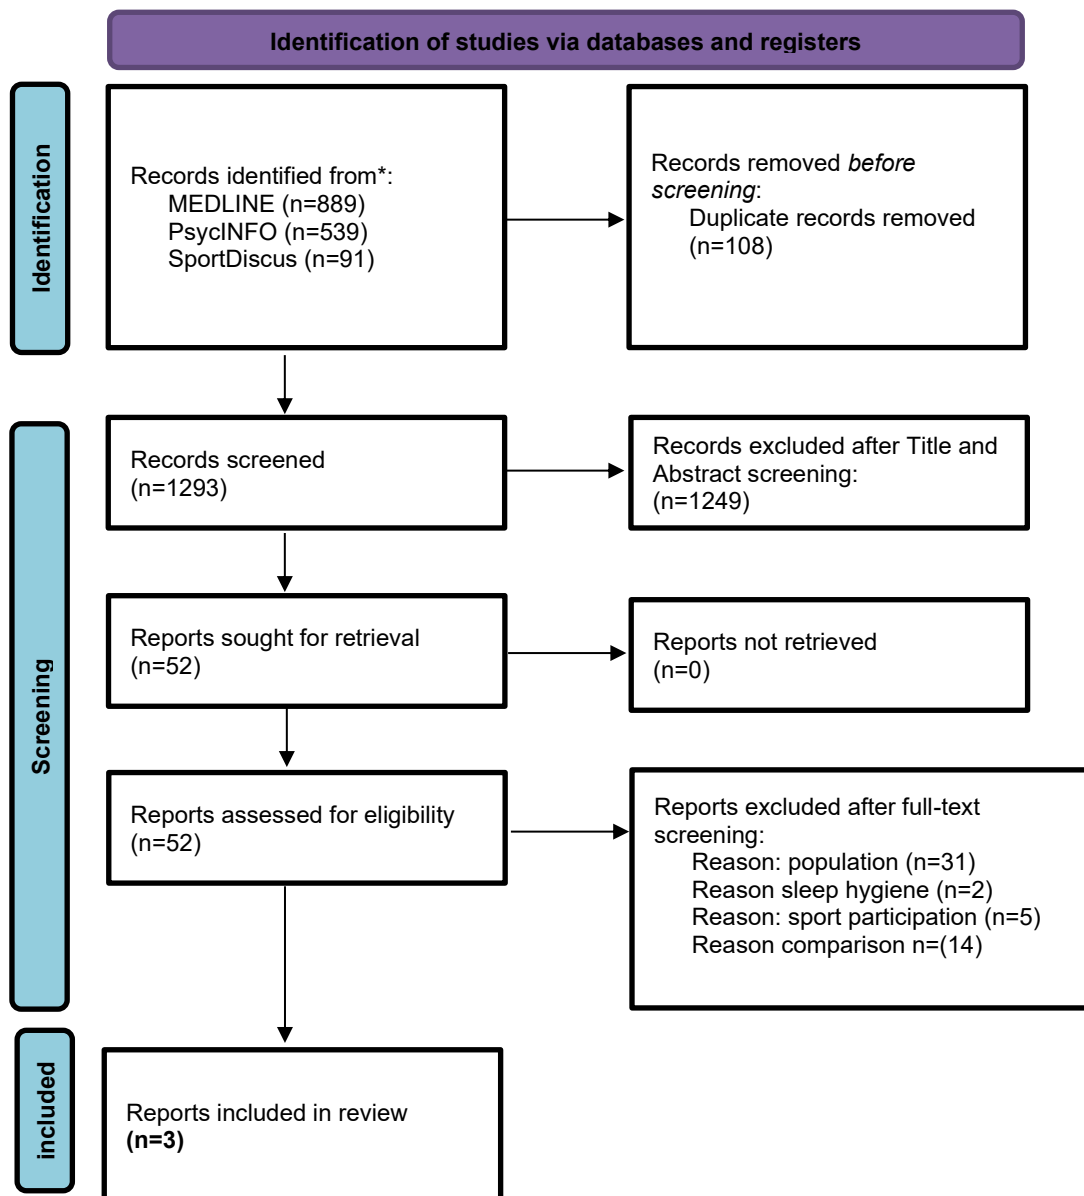 Identification of studies via databases and registers
Identification
Records identified from*:
MEDLINE (n=889)
PsycINFO (n=539)
SportDiscus (n=91)
Records removed before
screening:
Duplicate records removed
(n=108)
Screening
Records screened
(n=1293)
Records excluded after Title and
Abstract screening:
(n=1249)
Reports sought for retrieval
(n=52)
Reports not retrieved
(n=0)
Reports assessed for eligibility
(n=52)
Reports excluded after full-text
screening:
Reason: population (n=31)
Reason sleep hygiene (n=2)
Reason: sport participation (n=5)
Reason comparison n=(14)
included
Reports included in review
(n=3)